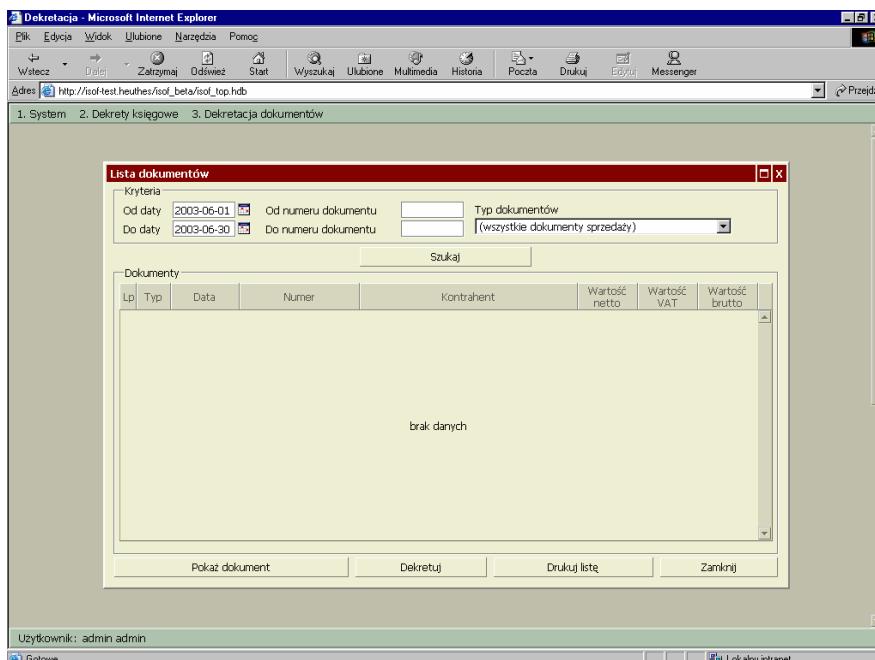 Dekretacja - Microsoft Internet Explorer
Plik Edycja Widok Ulubione Narzędzia Pomoc
Wstecz Dalej Zatrzymaj Odśwież Start Wyszukaj Ulubione Multimedia Historia Poczta Drukuj Edytuj Messenger
Adres http://isof-test.heuthes/isof_beta/isof_top.hdb Przejdź
1. System 2. Dekrety księgowe 3. Dekretacja dokumentów
Lista dokumentów
Kryteria
Od daty 2003-06-01 Od numeru dokumentu Typ dokumentów
Do daty 2003-06-30 Do numeru dokumentu (wszystkie dokumenty sprzedaży)
Szukaj
Dokumenty
Lp Typ Data Numer Kontrahent Wartość netto Wartość VAT Wartość brutto
brak danych
Pokaż dokument Dekretuj Drukuj listę Zamknij
Użytkownik: admin admin
Gotowe Lokalny intranet